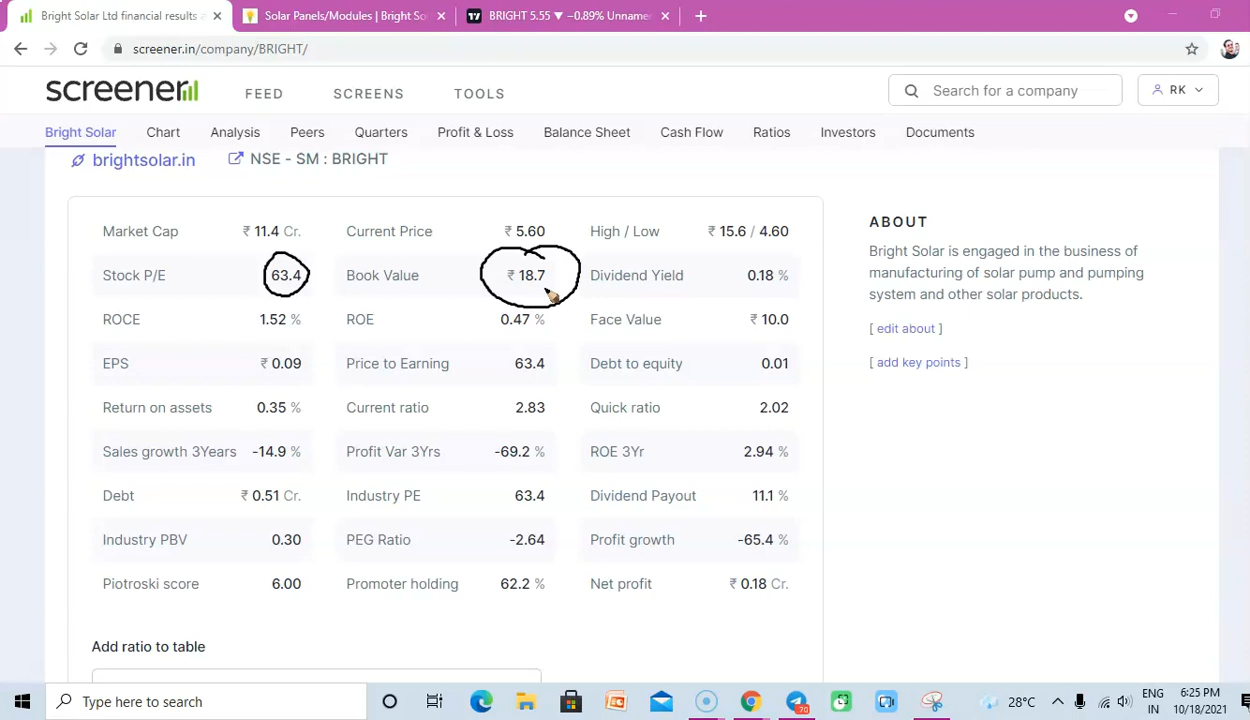 Bright Solar Ltd financial results a
Solar Panels/Modules | Bright So
BRIGHT 5.55 ▼ −0.89% Unname
screener.in/company/BRIGHT/
screener
FEED
SCREENS
TOOLS
Search for a company
RK
Bright Solar
Chart
Analysis
Peers
Quarters
Profit & Loss
Balance Sheet
Cash Flow
Ratios
Investors
Documents
brightsolar.in
NSE - SM : BRIGHT
Market Cap ₹ 11.4 Cr.
Current Price ₹ 5.60
High / Low ₹ 15.6 / 4.60
Stock P/E 63.4
Book Value ₹ 18.7
Dividend Yield 0.18 %
ROCE 1.52 %
ROE 0.47 %
Face Value ₹ 10.0
EPS ₹ 0.09
Price to Earning 63.4
Debt to equity 0.01
Return on assets 0.35 %
Current ratio 2.83
Quick ratio 2.02
Sales growth 3Years -14.9 %
Profit Var 3Yrs -69.2 %
ROE 3Yr 2.94 %
Debt ₹ 0.51 Cr.
Industry PE 63.4
Dividend Payout 11.1 %
Industry PBV 0.30
PEG Ratio -2.64
Profit growth -65.4 %
Piotroski score 6.00
Promoter holding 62.2 %
Net profit ₹ 0.18 Cr.
Add ratio to table
ABOUT
Bright Solar is engaged in the business of
manufacturing of solar pump and pumping
system and other solar products.
[ edit about ]
[ add key points ]
Type here to search
70
28°C
ENG
IN
6:25 PM
10/18/2021